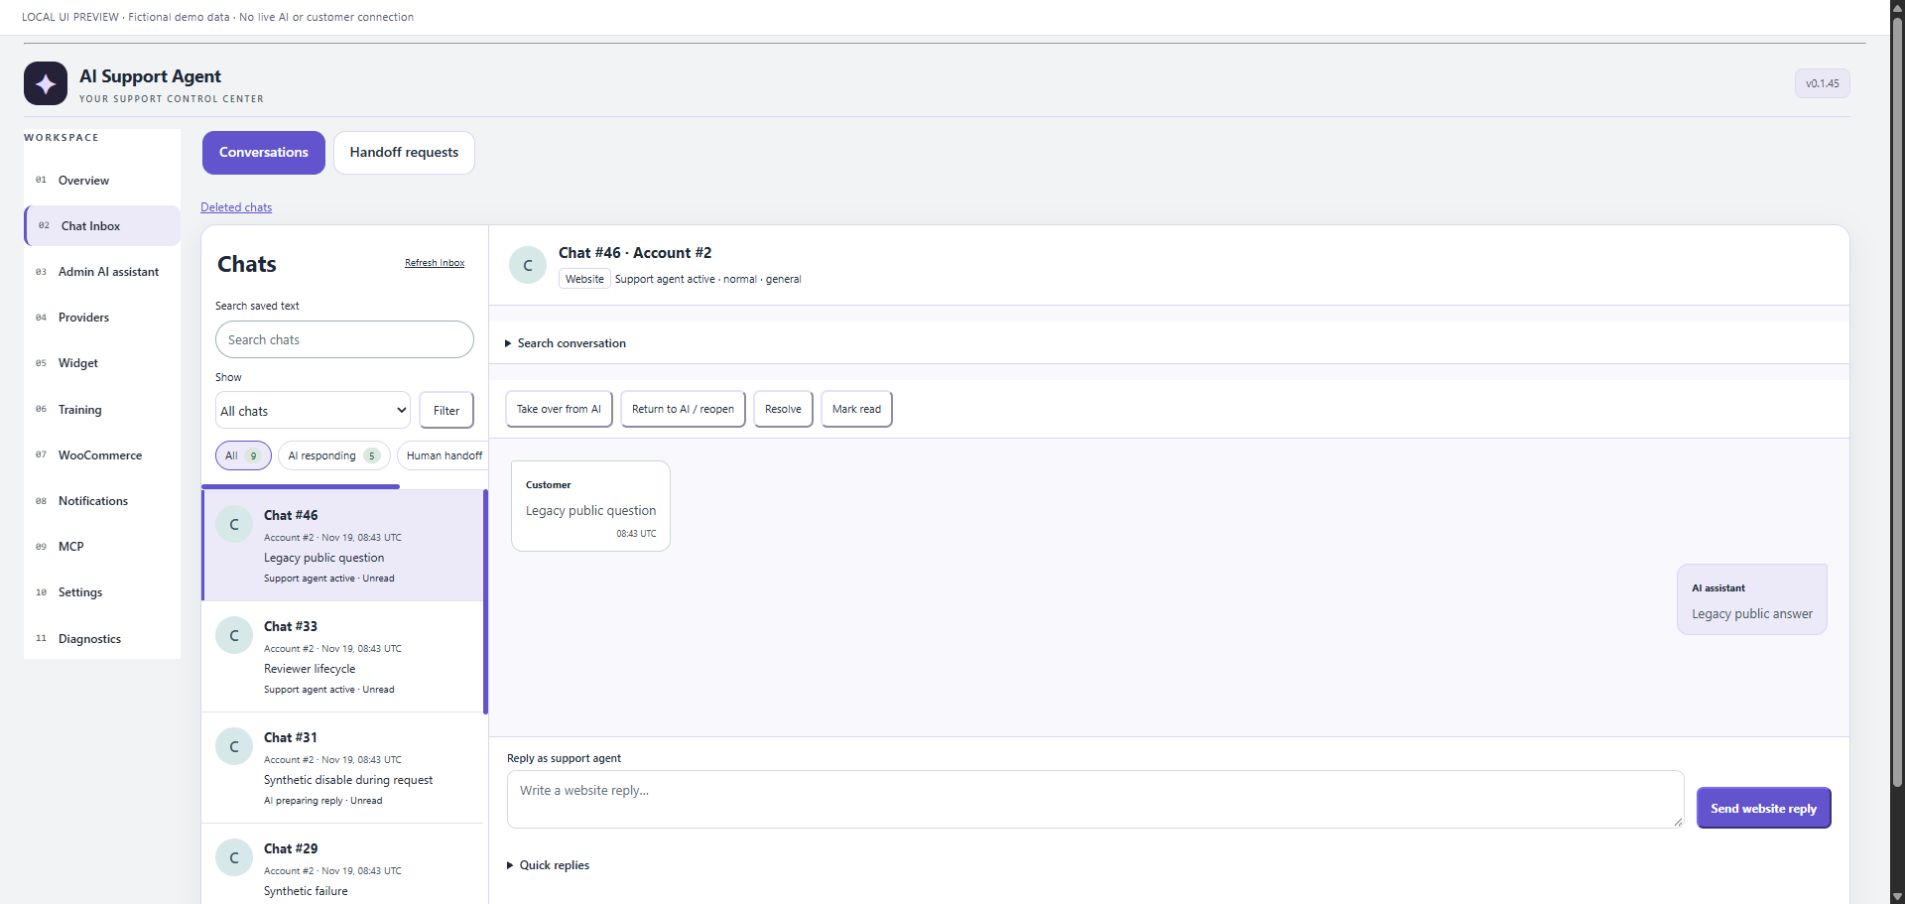 LOCAL UI PREVIEW · Fictional demo data · No live AI or customer connection
AI Support Agent
YOUR SUPPORT CONTROL CENTER
v0.1.45
WORKSPACE
01 Overview
02 Chat Inbox
03 Admin AI assistant
04 Providers
05 Widget
06 Training
07 WooCommerce
08 Notifications
09 MCP
10 Settings
11 Diagnostics
Conversations
Handoff requests
Deleted chats
Chats
Refresh Inbox
Search saved text
Search chats
Show
All chats
Filter
All 9
AI responding 5
Human handoff
C
Chat #46
Account #2 · Nov 19, 08:43 UTC
Legacy public question
Support agent active · Unread
C
Chat #33
Account #2 · Nov 19, 08:43 UTC
Reviewer lifecycle
Support agent active · Unread
C
Chat #31
Account #2 · Nov 19, 08:43 UTC
Synthetic disable during request
AI preparing reply · Unread
C
Chat #29
Account #2 · Nov 19, 08:43 UTC
Synthetic failure
C
Chat #46 · Account #2
Website Support agent active · normal · general
Search conversation
Take over from AI
Return to AI / reopen
Resolve
Mark read
Customer
Legacy public question
08:43 UTC
AI assistant
Legacy public answer
Reply as support agent
Write a website reply...
Send website reply
Quick replies